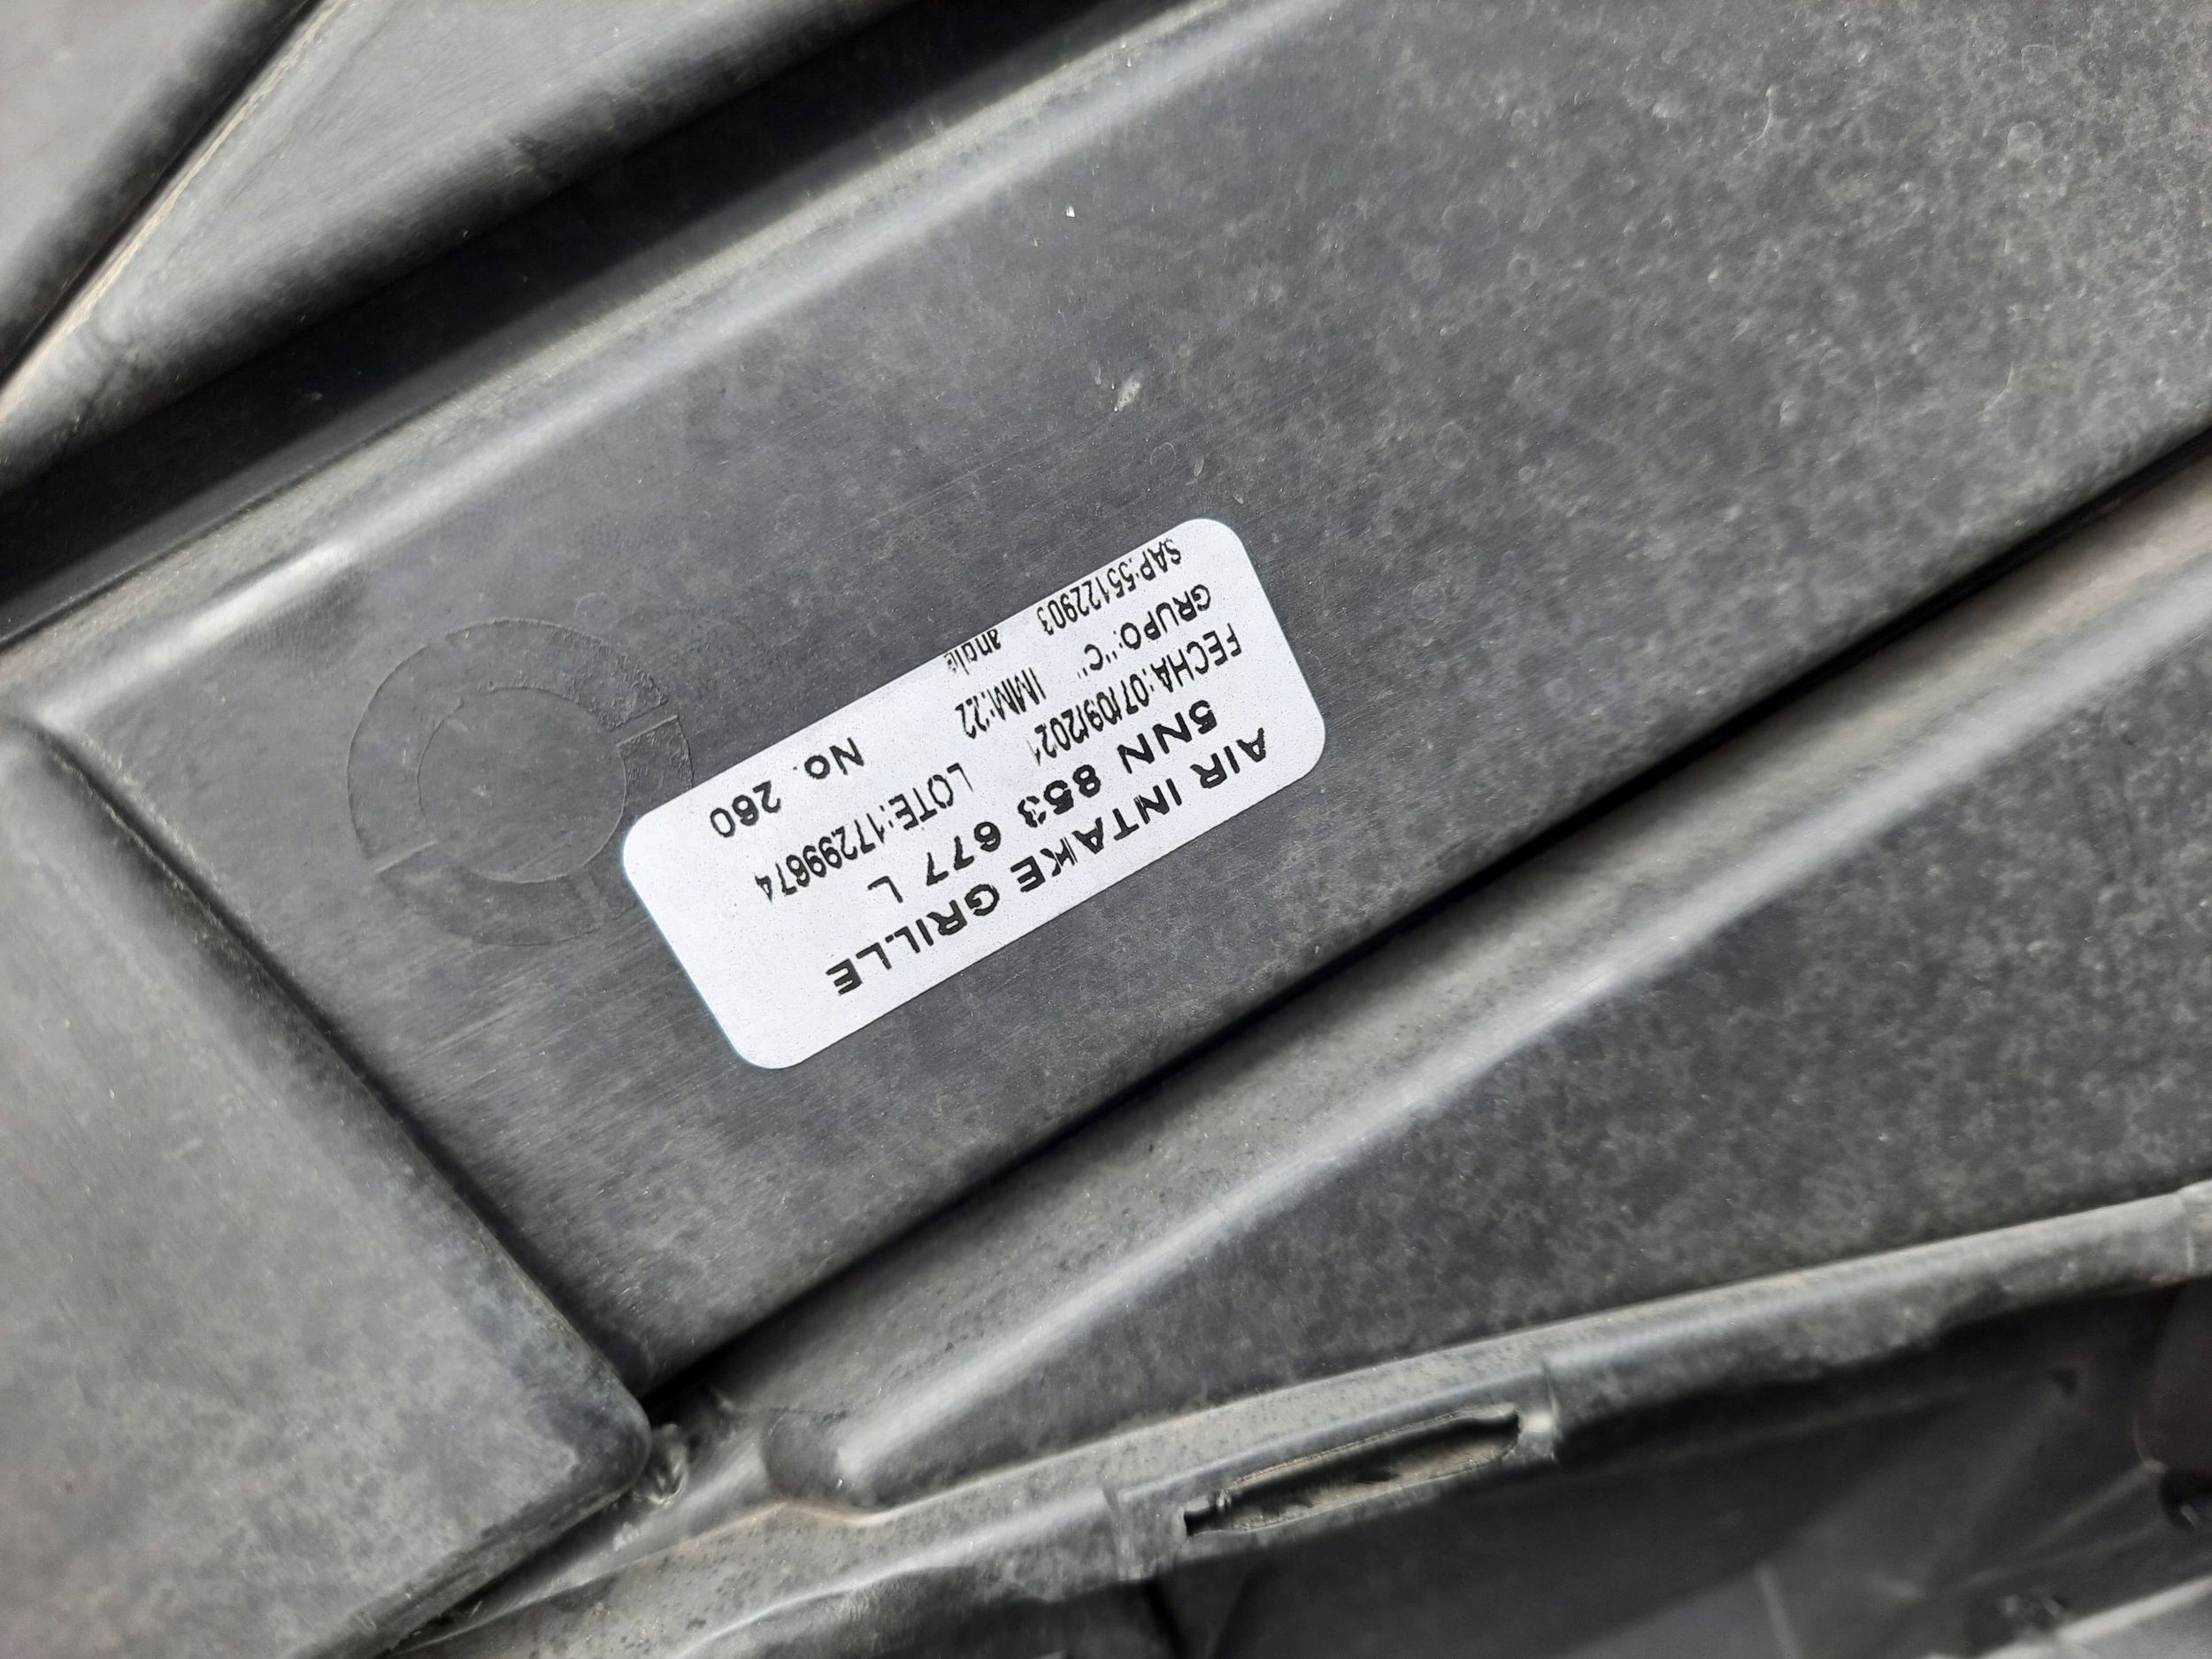 AIR INTAKE GRILLE
5NN 853 677 L
FECHA:07/09/2021 LOTE:17299674
GRUPO:"C" IMM:22 No. 260
SAP:55122903 angule